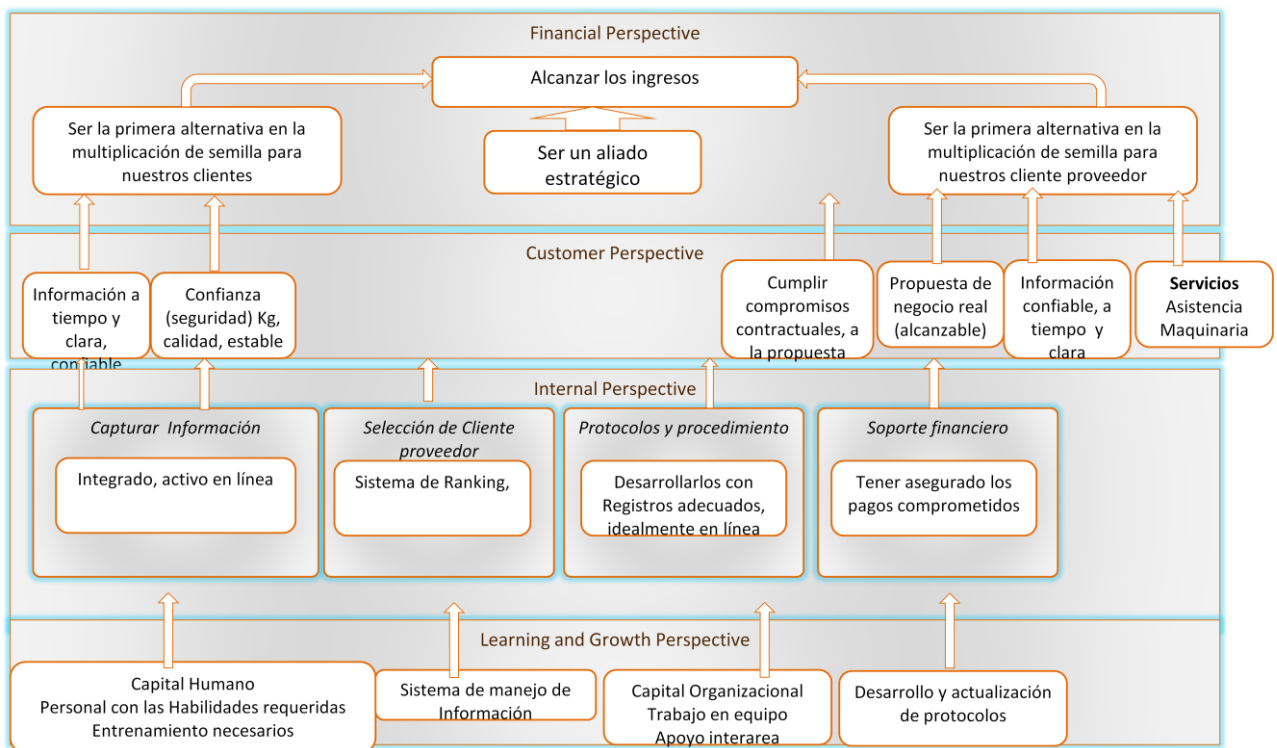 Financial Perspective
Alcanzar los ingresos
Ser la primera alternativa en la
multiplicación de semilla para
nuestros clientes
Ser un aliado
estratégico
Ser la primera alternativa en la
multiplicación de semilla para
nuestros cliente proveedor
Customer Perspective
Información a
tiempo y
clara,
confiable
Confianza
(seguridad) Kg,
calidad, estable
Cumplir
compromisos
contractuales, a
la propuesta
Propuesta de
negocio real
(alcanzable)
Información
confiable, a
tiempo y
clara
Servicios
Asistencia
Maquinaria
Internal Perspective
Capturar Información
Integrado, activo en línea
Selección de Cliente
proveedor
Sistema de Ranking,
Protocolos y procedimiento
Desarrollarlos con
Registros adecuados,
idealmente en línea
Soporte financiero
Tener asegurado los
pagos comprometidos
Learning and Growth Perspective
Capital Humano
Personal con las Habilidades requeridas
Entrenamiento necesarios
Sistema de manejo de
Información
Capital Organizacional
Trabajo en equipo
Apoyo interarea
Desarrollo y actualización
de protocolos